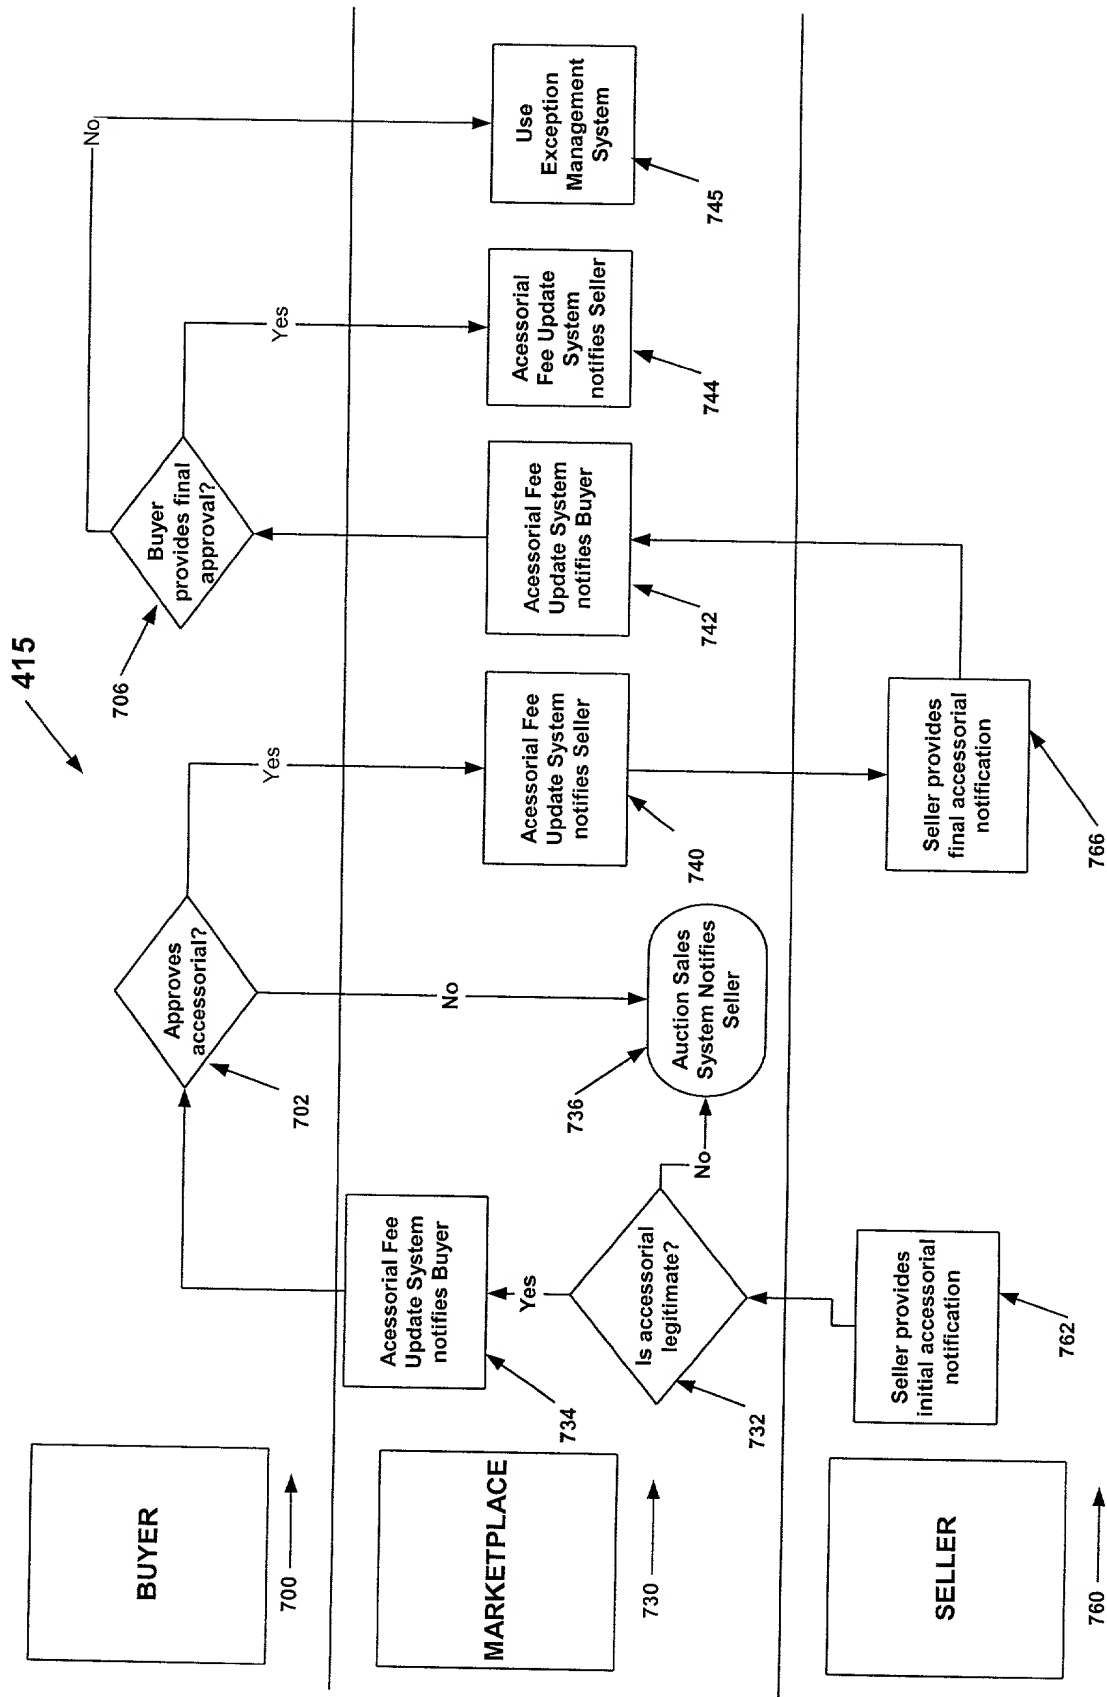 415
BUYER
700
Approves
accessorial?
702
Yes
No
Buyer
provides final
approval?
706
Yes
No
MARKETPLACE
730
Acessorial Fee
Update System
notifies Buyer
734
Yes
Is accessorial
legitimate?
732
No
Auction Sales
System Notifies
Seller
736
Acessorial Fee
Update System
notifies Seller
740
Acessorial Fee
Update System
notifies Buyer
742
Acessorial
Fee Update
System
notifies Seller
744
Use
Exception
Management
System
745
SELLER
760
Seller provides
initial accessorial
notification
762
Seller provides
final accessorial
notification
766